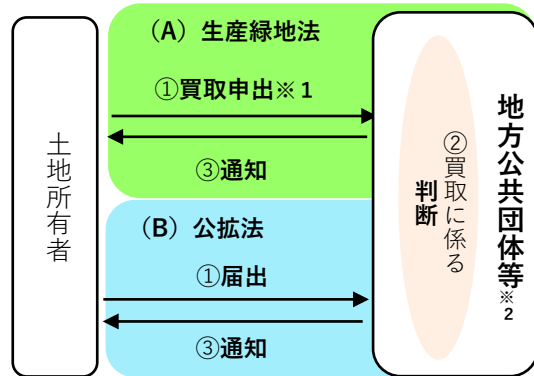 (A) 生産緑地法
①買取申出※1
③通知
土地所有者
(B) 公拡法
①届出
③通知
②買取に係る
判断
地方公共団体等※2